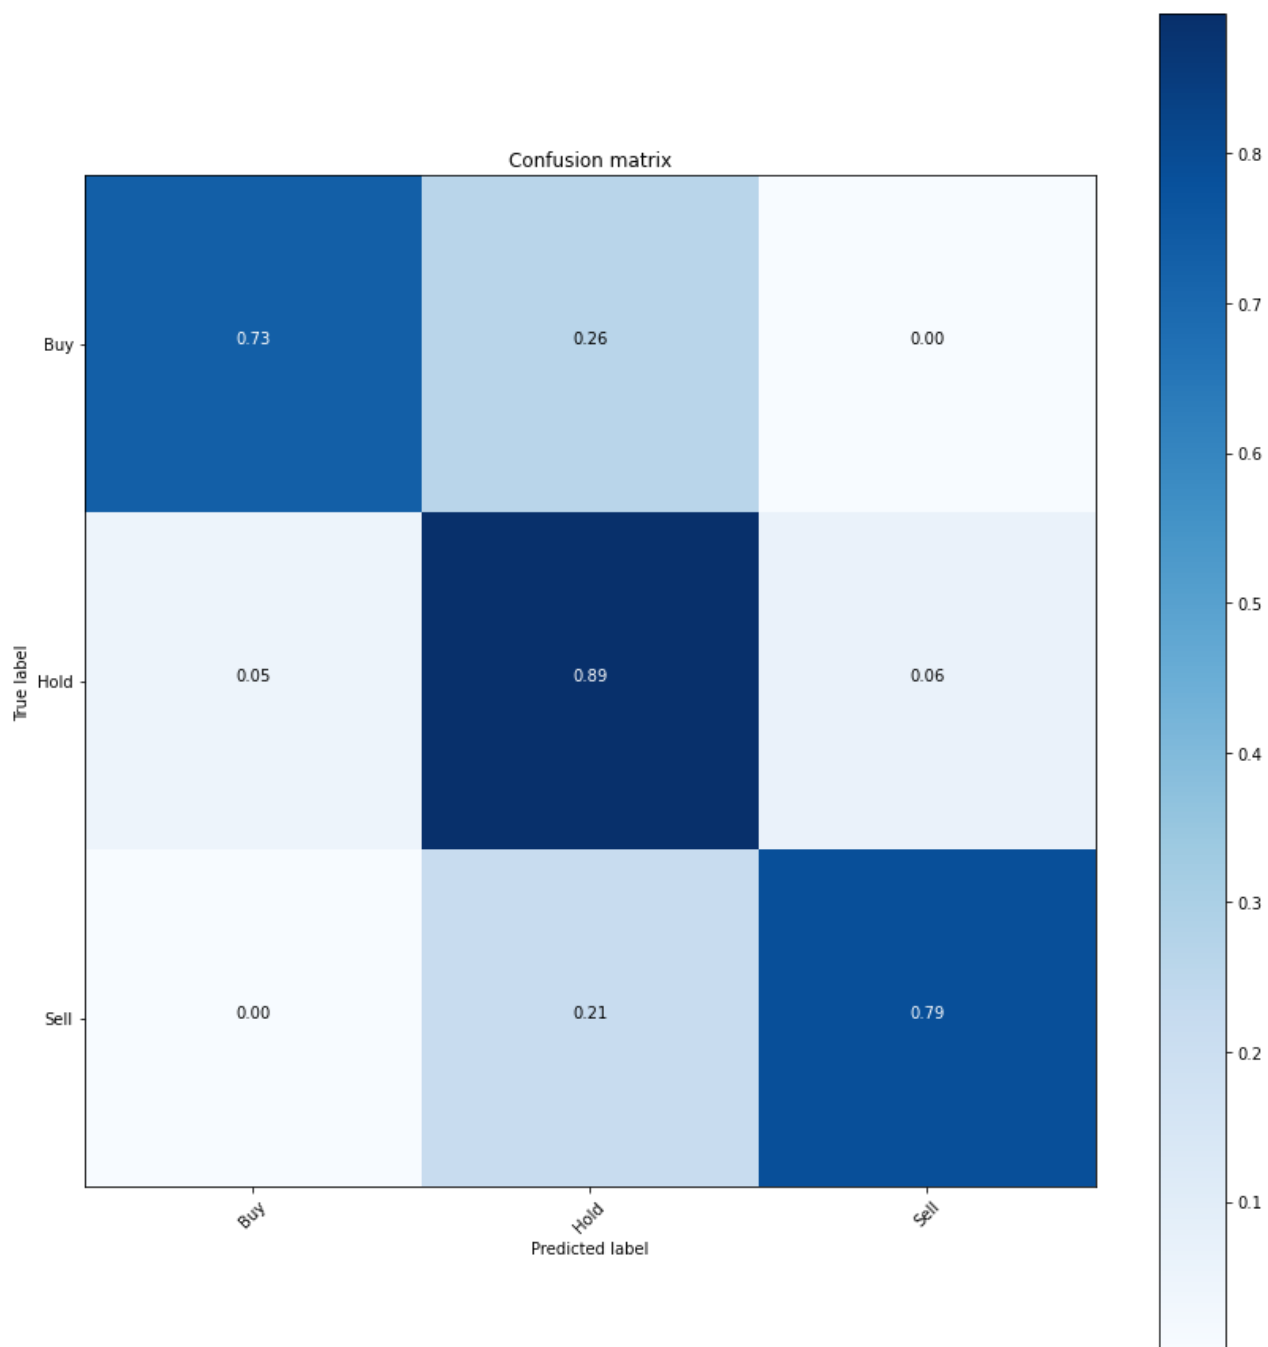 Confusion matrix
True label
Buy
0.73 0.26 0.00
Hold
0.05 0.89 0.06
Sell
0.00 0.21 0.79
Buy Hold Sell
Predicted label
0.8
0.7
0.6
0.5
0.4
0.3
0.2
0.1